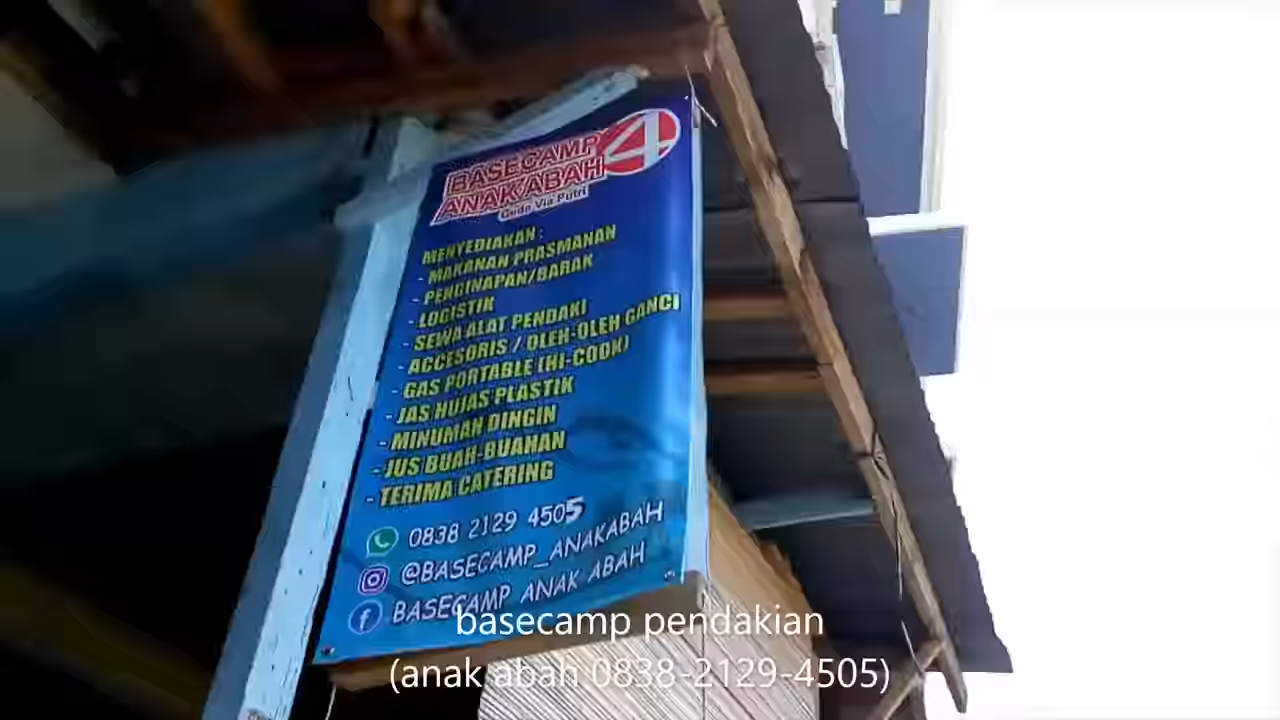 BASECAMP 4
ANAK ABAH
Gede Via Putri
MENYEDIAKAN :
- MAKANAN PRASMANAN
- PENGINAPAN/BARAK
- LOGISTIK
- SEWA ALAT PENDAKI
- ACCESORIS / OLEH-OLEH GANCI
- GAS PORTABLE (HI-COOK)
- JAS HUJAS PLASTIK
- MINUMAN DINGIN
- JUS BUAH-BUAHAN
- TERIMA CATERING
0838 2129 4505
@BASECAMP_ANAKABAH
BASECAMP ANAK ABAH
basecamp pendakian
(anak abah 0838-2129-4505)